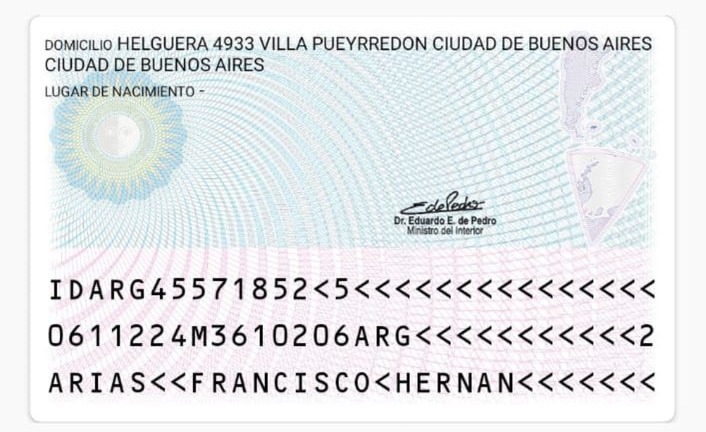 DOMICILIO HELGUERA 4933 VILLA PUEYRREDON CIUDAD DE BUENOS AIRES
CIUDAD DE BUENOS AIRES
LUGAR DE NACIMIENTO -
Dr. Eduardo E. de Pedro
Ministro del Interior
IDARG45571852<5<<<<<<<<<<<<<<<
0611224M3610206ARG<<<<<<<<<<<2
ARIAS<<FRANCISCO<HERNAN<<<<<<<